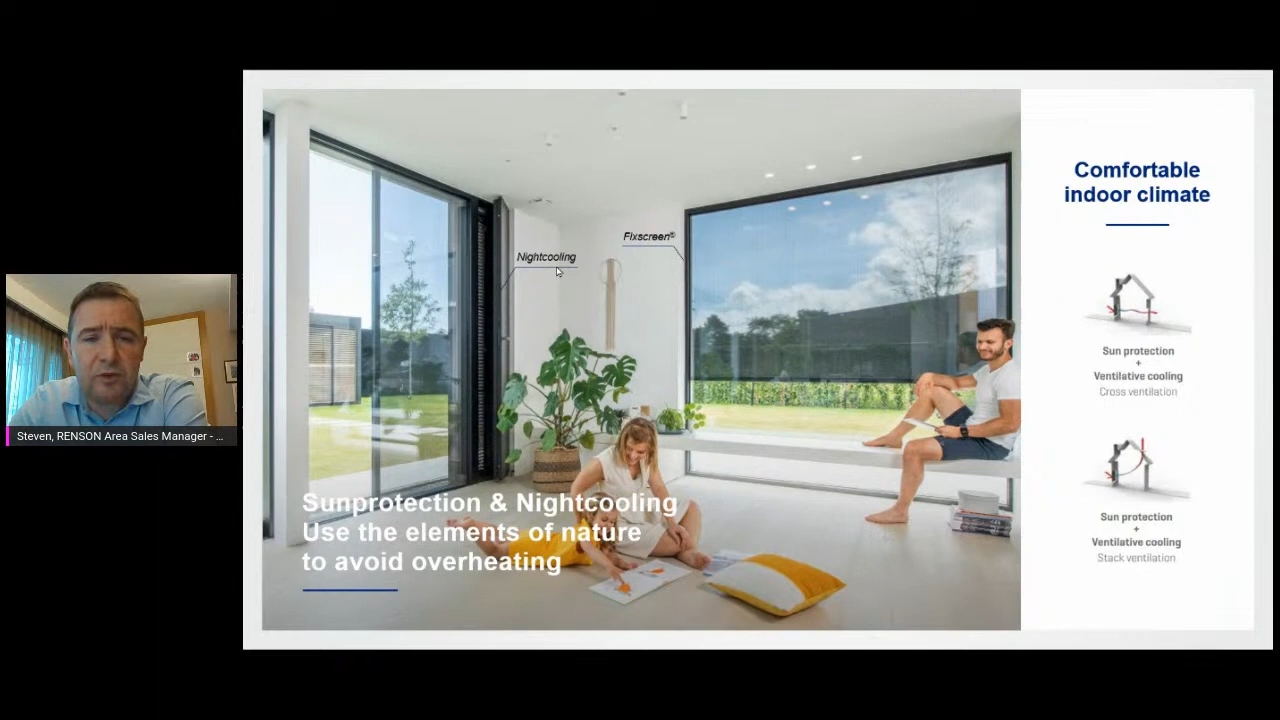 Fixscreen®
Nightcooling
Sunprotection & Nightcooling
Use the elements of nature
to avoid overheating
Comfortable
indoor climate
Sun protection
+
Ventilative cooling
Cross ventilation
Sun protection
+
Ventilative cooling
Stack ventilation
Steven, RENSON Area Sales Manager - ...